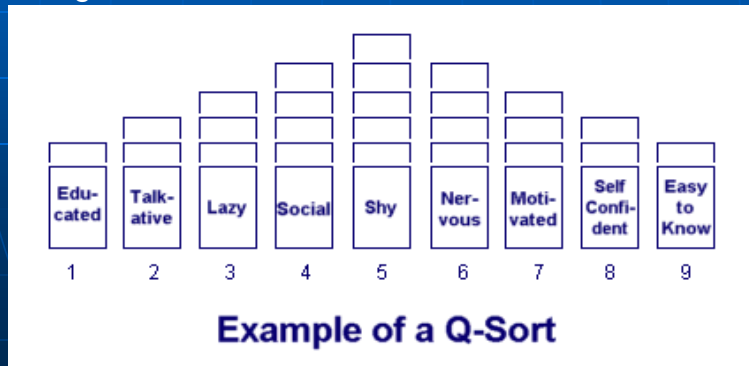 Edu-
cated
Talk-
ative
Lazy
Social
Shy
Ner-
vous
Moti-
vated
Self
Confi-
dent
Easy
to
Know
1 2 3 4 5 6 7 8 9
Example of a Q-Sort